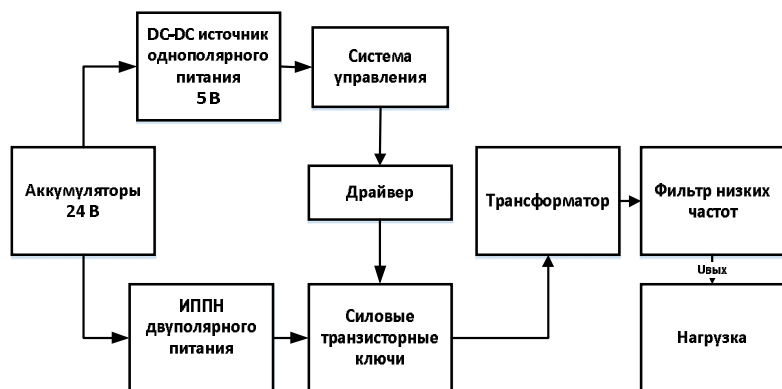 DC-DC источник
однополярного
питания
5 В
Система
управления
Аккумуляторы
24 В
Драйвер
Трансформатор
Фильтр низких
частот
Uвых
ИППН
двуполярного
питания
Силовые
транзисторные
ключи
Нагрузка